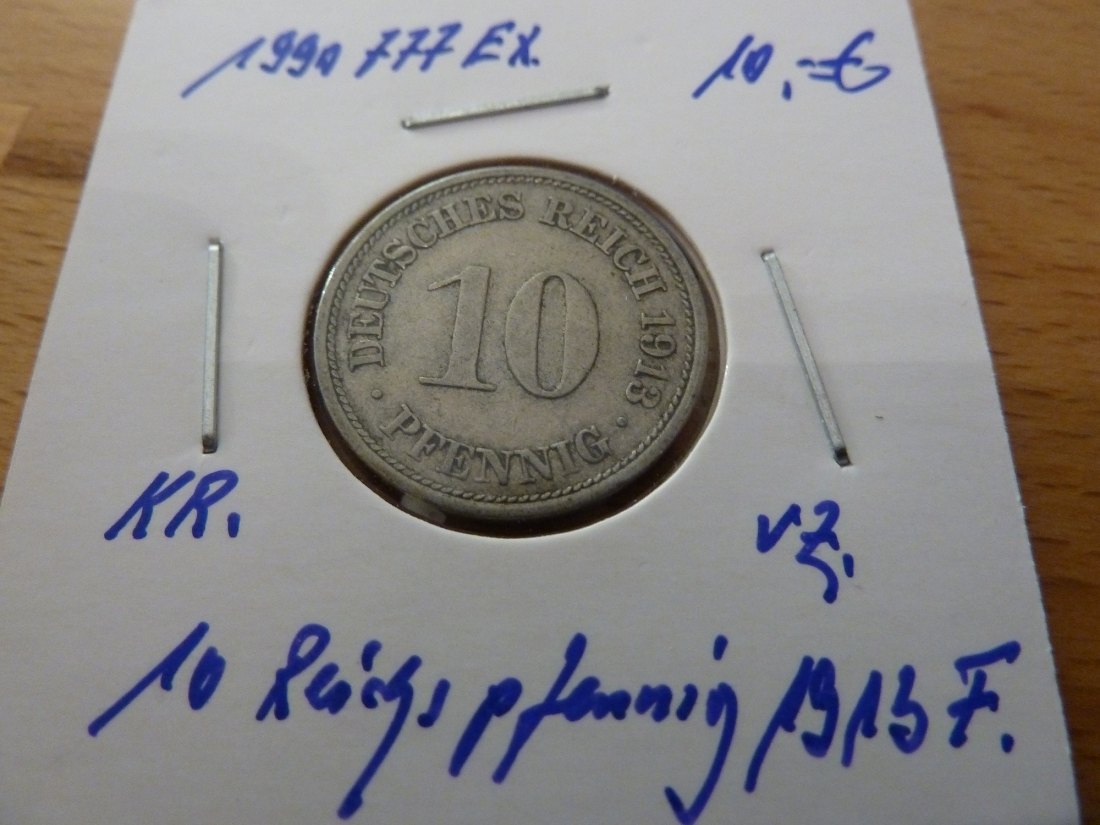 1990 777 EX.
10,=€
DEUTSCHES REICH 1913
10
· PFENNIG ·
KR.
vz.
10 Reichspfennig 1913 F.